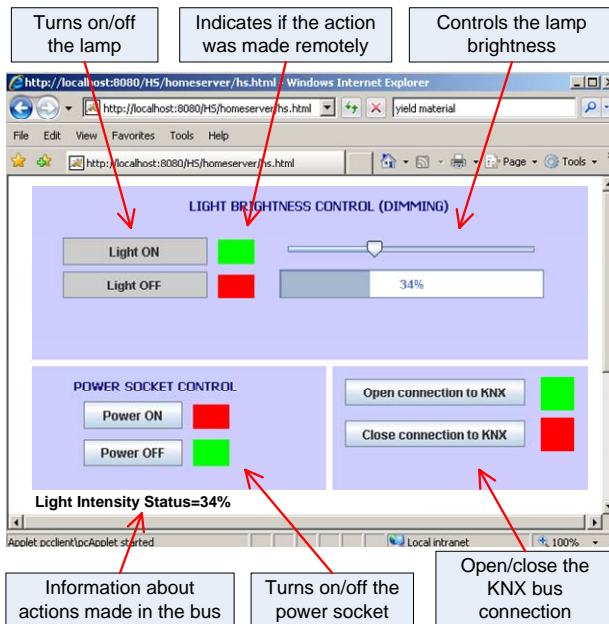 Turns on/off
the lamp
Indicates if the action
was made remotely
Controls the lamp
brightness
http://localhost:8080/HS/homeserver/hs.html - Windows Internet Explorer
http://localhost:8080/HS/homeserver/hs.html
yield material
File Edit View Favorites Tools Help
http://localhost:8080/HS/homeserver/hs.html
Page
Tools
LIGHT BRIGHTNESS CONTROL (DIMMING)
Light ON
Light OFF
34%
POWER SOCKET CONTROL
Power ON
Power OFF
Open connection to KNX
Close connection to KNX
Light Intensity Status=34%
Applet pcclient\pcApplet started
Local intranet
100%
Information about
actions made in the bus
Turns on/off the
power socket
Open/close the
KNX bus
connection